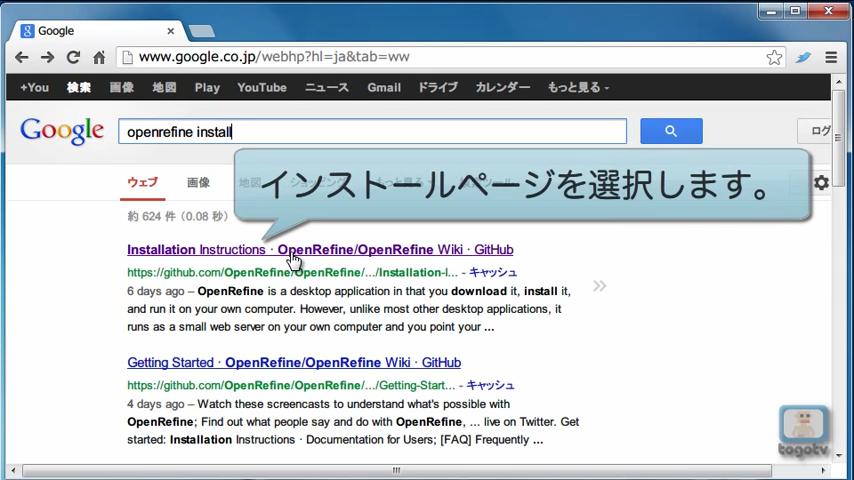 Google
www.google.co.jp/webhp?hl=ja&tab=ww
+You 検索 画像 地図 Play YouTube ニュース Gmail ドライブ カレンダー もっと見る
Google openrefine install ログ
インストールページを選択します。
ウェブ 画像 地図
約 624 件 (0.08 秒)
Installation Instructions · OpenRefine/OpenRefine Wiki · GitHub
https://github.com/OpenRefine/OpenRefine/.../Installation-I... - キャッシュ
6 days ago – OpenRefine is a desktop application in that you download it, install it,
and run it on your own computer. However, unlike most other desktop applications, it
runs as a small web server on your own computer and you point your ...
Getting Started · OpenRefine/OpenRefine Wiki · GitHub
https://github.com/OpenRefine/OpenRefine/.../Getting-Start... - キャッシュ
4 days ago – Watch these screencasts to understand what's possible with
OpenRefine; Find out what people say and do with OpenRefine, ... live on Twitter. Get
started: Installation Instructions · Documentation for Users; [FAQ] Frequently ...
togotv